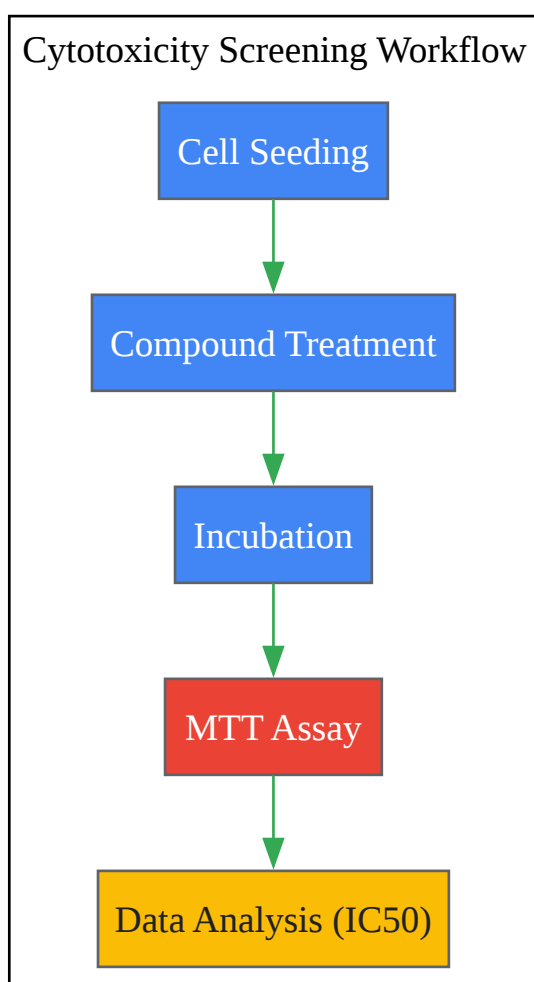 Cytotoxicity Screening Workflow
Cell Seeding
Compound Treatment
Incubation
MTT Assay
Data Analysis (IC50)